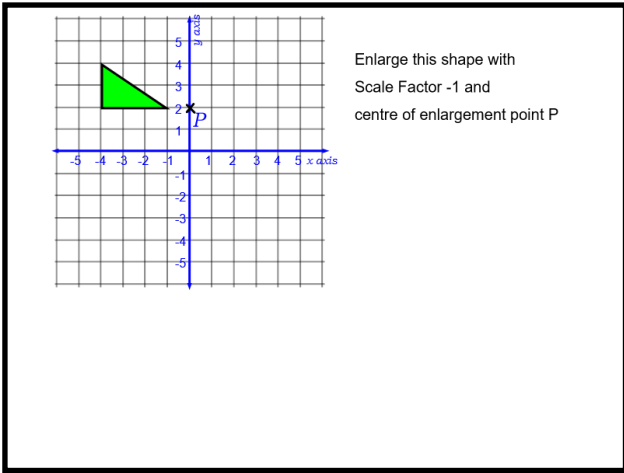 Enlarge this shape with
Scale Factor -1 and
centre of enlargement point P
y axis
5
4
3
2
P
1
-5 -4 -3 -2 -1 1 2 3 4 5 x axis
-1
-2
-3
-4
-5